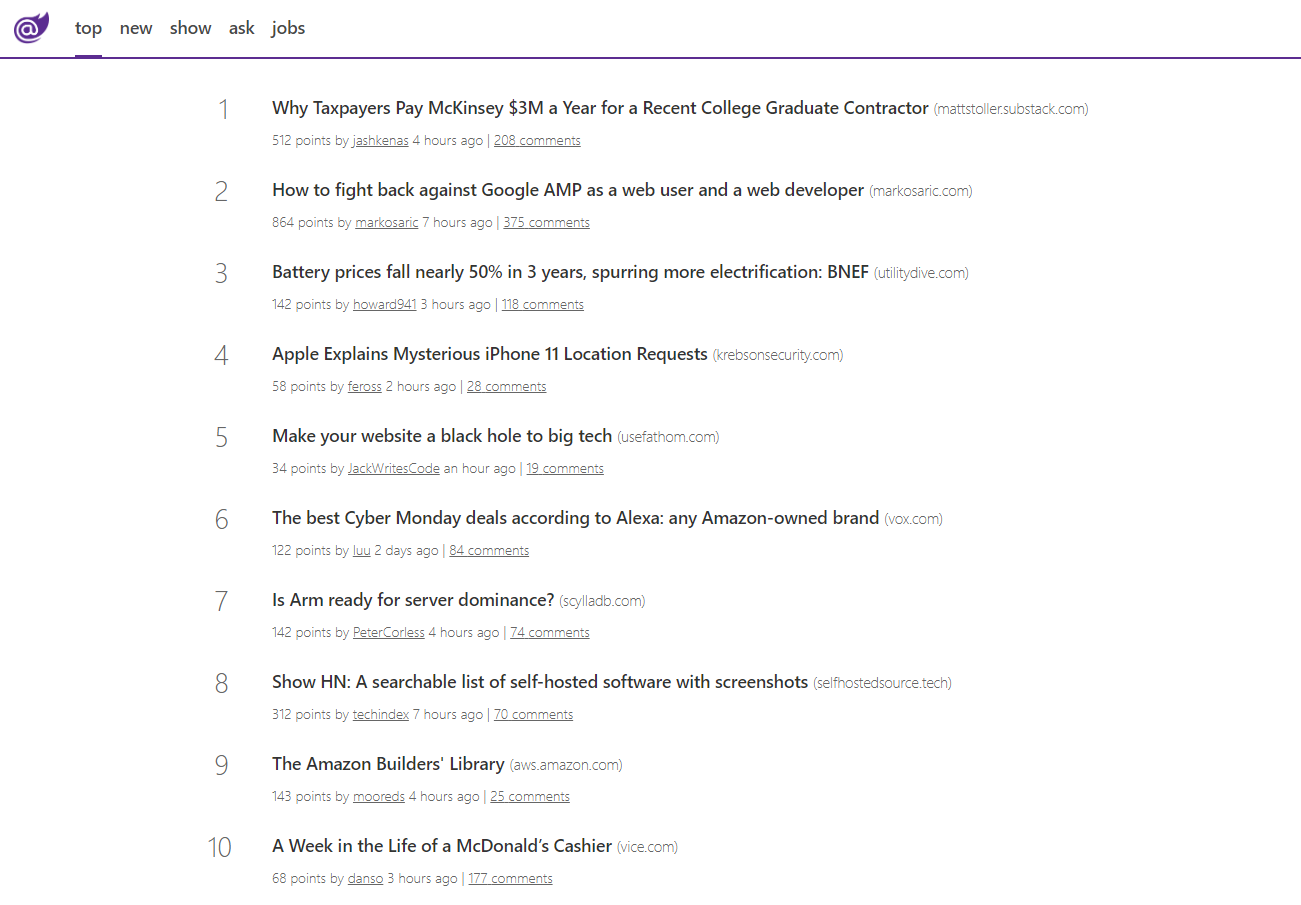 @ top new show ask jobs
1 Why Taxpayers Pay McKinsey $3M a Year for a Recent College Graduate Contractor (mattstoller.substack.com)
512 points by jashkenas 4 hours ago | 208 comments
2 How to fight back against Google AMP as a web user and a web developer (markosaric.com)
864 points by markosaric 7 hours ago | 375 comments
3 Battery prices fall nearly 50% in 3 years, spurring more electrification: BNEF (utilitydive.com)
142 points by howard941 3 hours ago | 118 comments
4 Apple Explains Mysterious iPhone 11 Location Requests (krebsonsecurity.com)
58 points by feross 2 hours ago | 28 comments
5 Make your website a black hole to big tech (usefathom.com)
34 points by JackWritesCode an hour ago | 19 comments
6 The best Cyber Monday deals according to Alexa: any Amazon-owned brand (vox.com)
122 points by luu 2 days ago | 84 comments
7 Is Arm ready for server dominance? (scylladb.com)
142 points by PeterCorless 4 hours ago | 74 comments
8 Show HN: A searchable list of self-hosted software with screenshots (selfhostedsource.tech)
312 points by techindex 7 hours ago | 70 comments
9 The Amazon Builders' Library (aws.amazon.com)
143 points by mooreds 4 hours ago | 25 comments
10 A Week in the Life of a McDonald’s Cashier (vice.com)
68 points by danso 3 hours ago | 177 comments